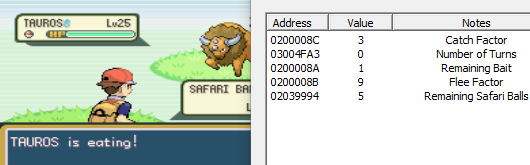 TAUROS♂ Lv25
HP
SAFARI BA
TAUROS is eating!
Address Value Notes
0200008C 3 Catch Factor
03004FA3 0 Number of Turns
0200008A 1 Remaining Bait
0200008B 9 Flee Factor
02039994 5 Remaining Safari Balls